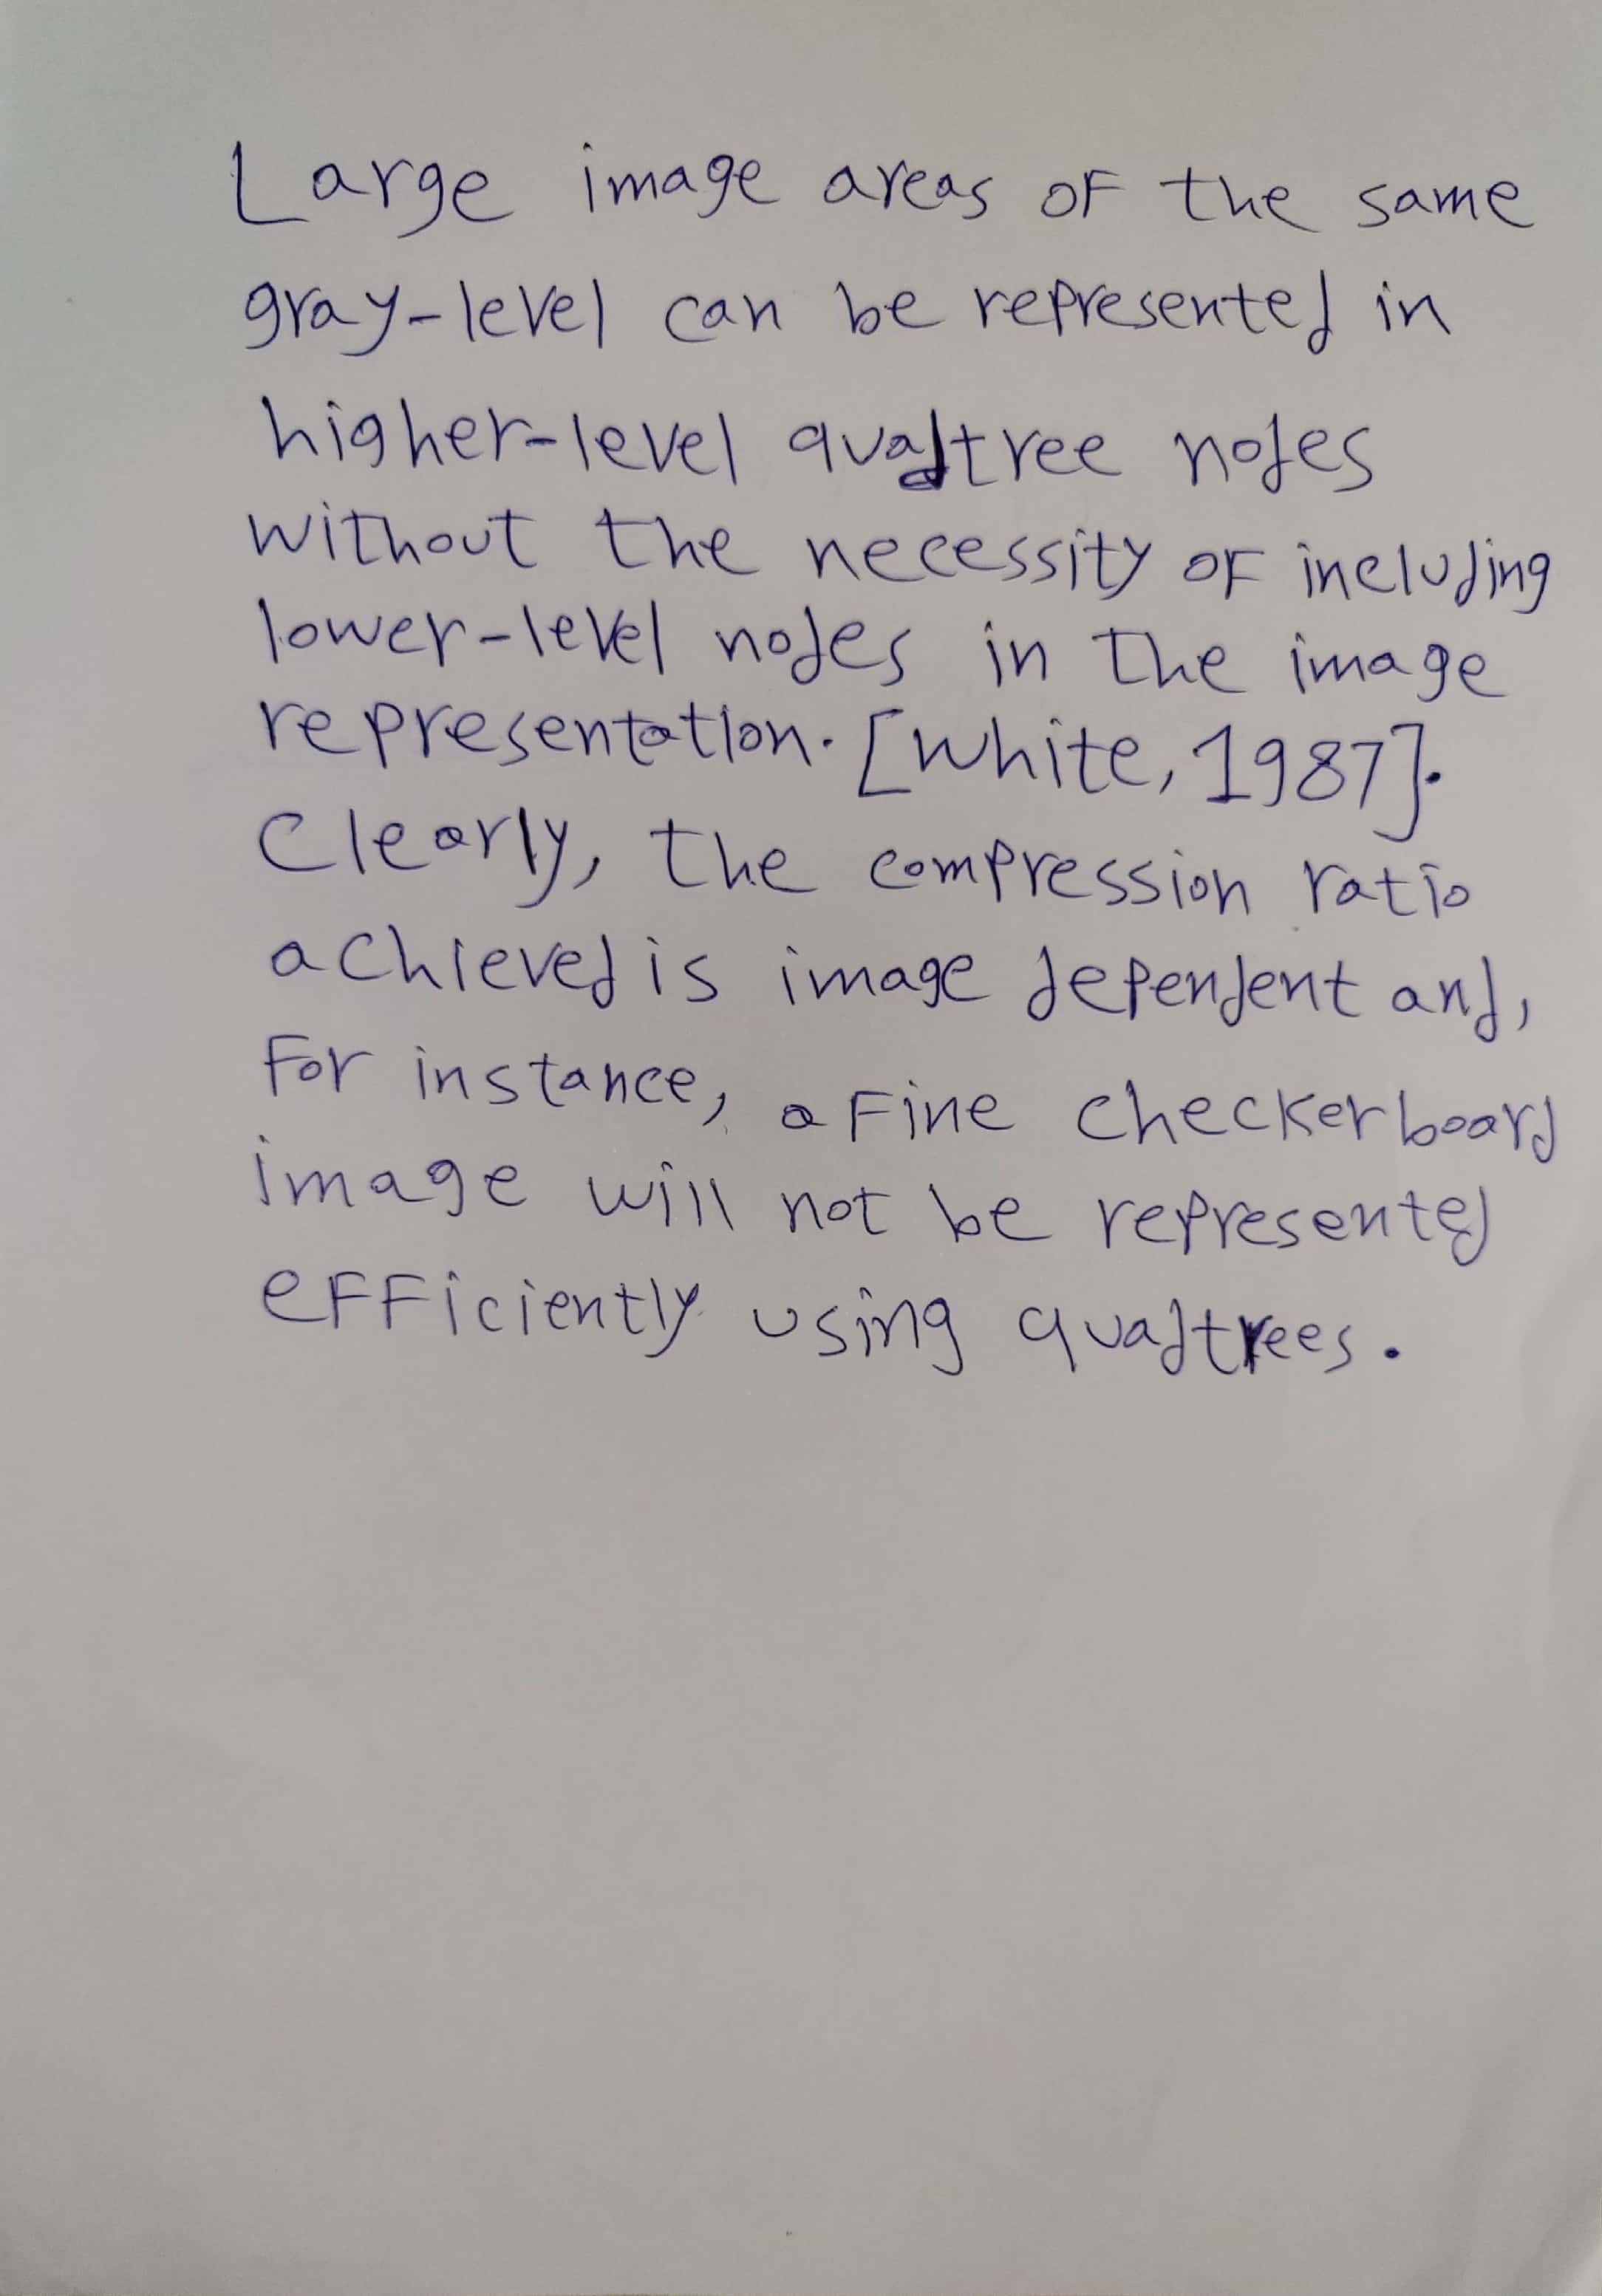 Large image areas of the same
gray-level can be represented in
higher-level quadtree nodes
without the necessity of including
lower-level nodes in the image
representation. [White, 1987].
Clearly, the compression ratio
achieved is image dependent and,
for instance, a fine checkerboard
image will not be represented
efficiently using quadtrees.